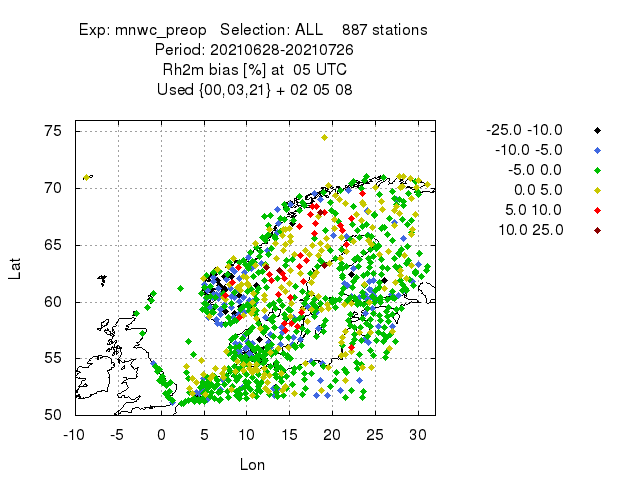 Exp: mnwc_preop   Selection: ALL    887 stations
Period: 20210628-20210726
Rh2m bias [%] at  05 UTC
Used {00,03,21} + 02 05 08
-25.0 -10.0
-10.0 -5.0
-5.0 0.0
0.0 5.0
5.0 10.0
10.0 25.0
75
70
65
60
55
50
Lat
-10 -5 0 5 10 15 20 25 30
Lon